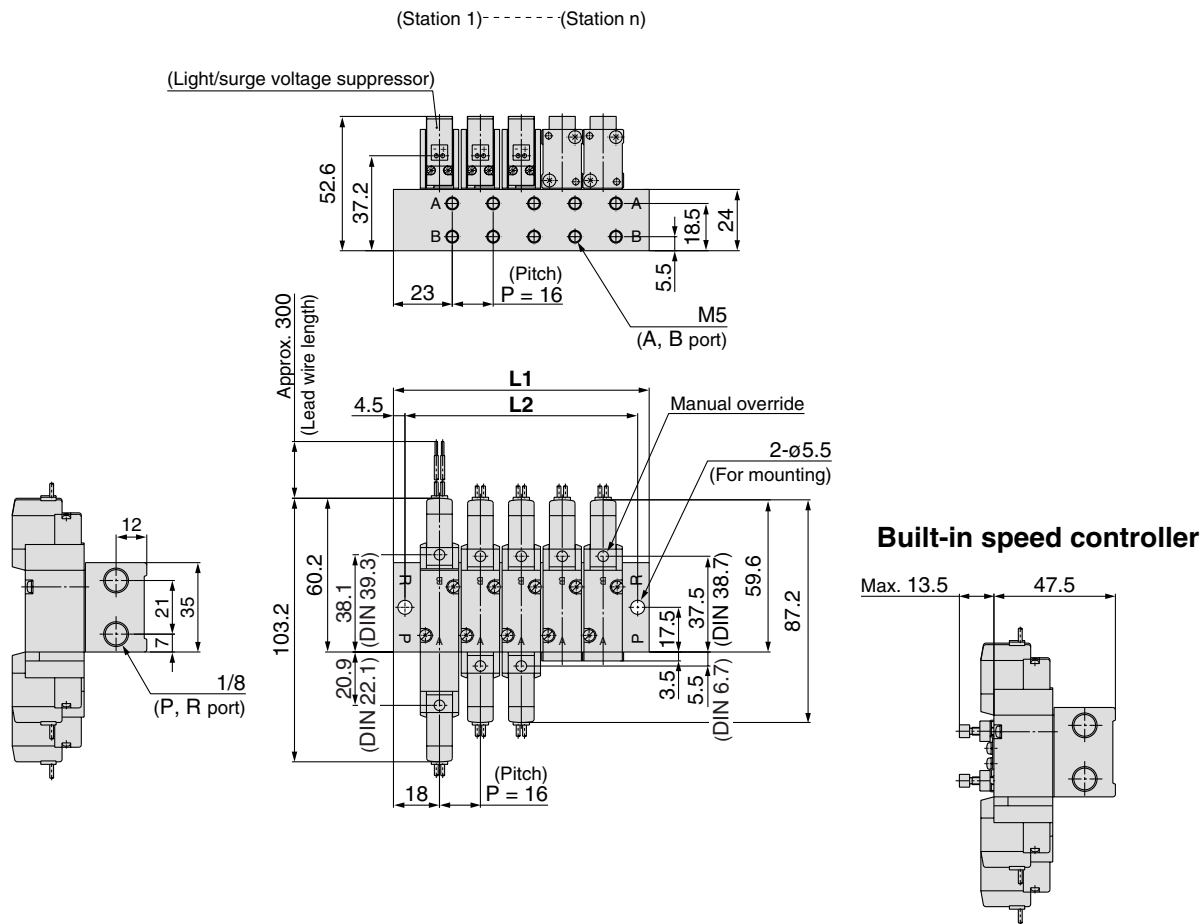 (Station 1) (Station n)
(Light/surge voltage suppressor)
52.6
37.2
A
A
B
B
18.5
24
5.5
23
(Pitch)
P = 16
M5
(A, B port)
Approx. 300
(Lead wire length)
L1
L2
4.5
Manual override
2-ø5.5
(For mounting)
103.2
60.2
38.1
(DIN 39.3)
20.9
(DIN 22.1)
R
P
B
B
B
B
B
A
A
A
A
A
R
P
17.5
37.5
(DIN 38.7)
59.6
87.2
3.5
5.5
(DIN 6.7)
18
(Pitch)
P = 16
12
21
35
7
1/8
(P, R port)
Built-in speed controller
Max. 13.5
47.5